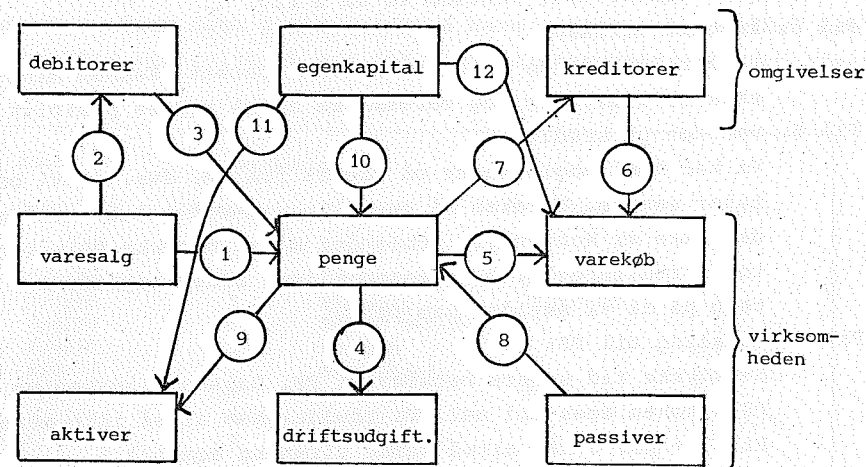 debitorer
egenkapital
12
kreditorer
omgivelser
2
3
11
10
7
6
varesalg
1
penge
5
varekøb
9
4
8
virksom-
heden
aktiver
driftsudgift.
passiver